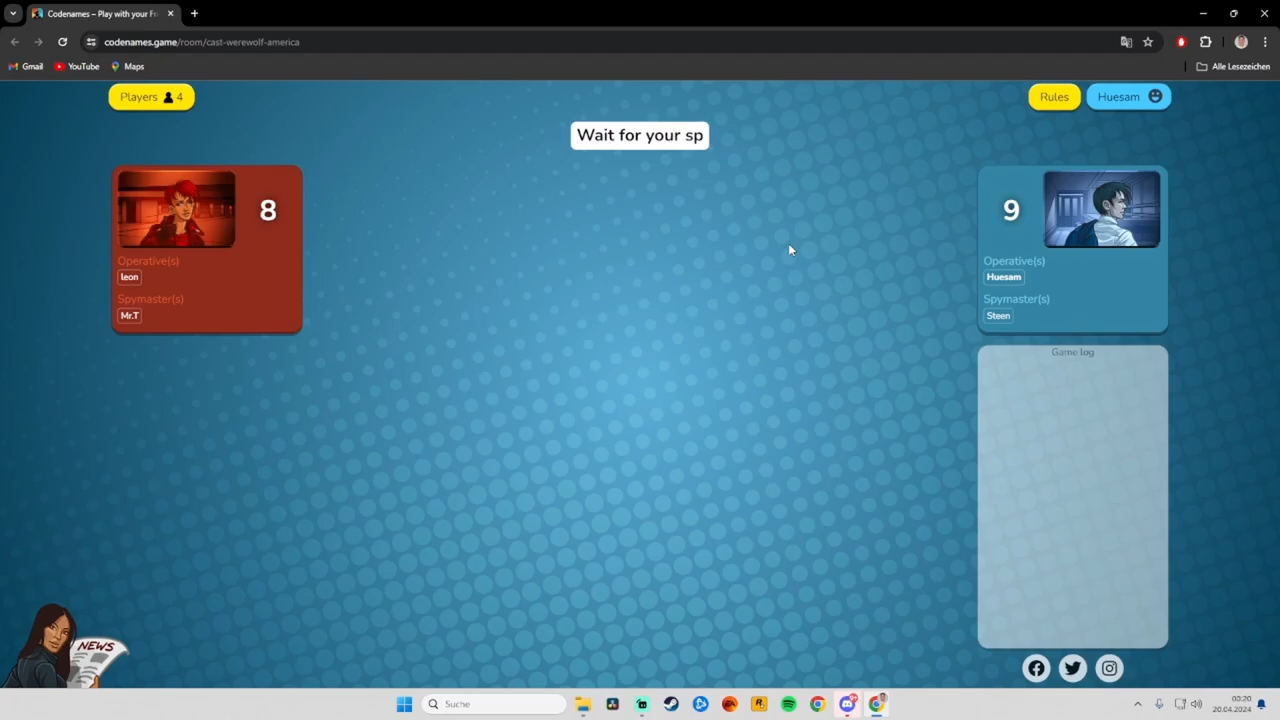 Codenames – Play with your Fr
codenames.game/room/cast-werewolf-america
Gmail YouTube Maps Alle Lesezeichen
Players 4 Rules Huesam
Wait for your sp
8
Operative(s)
leon
Spymaster(s)
Mr.T
9
Operative(s)
Huesam
Spymaster(s)
Steen
Game log
NEWS
Suche
00:20
20.04.2024